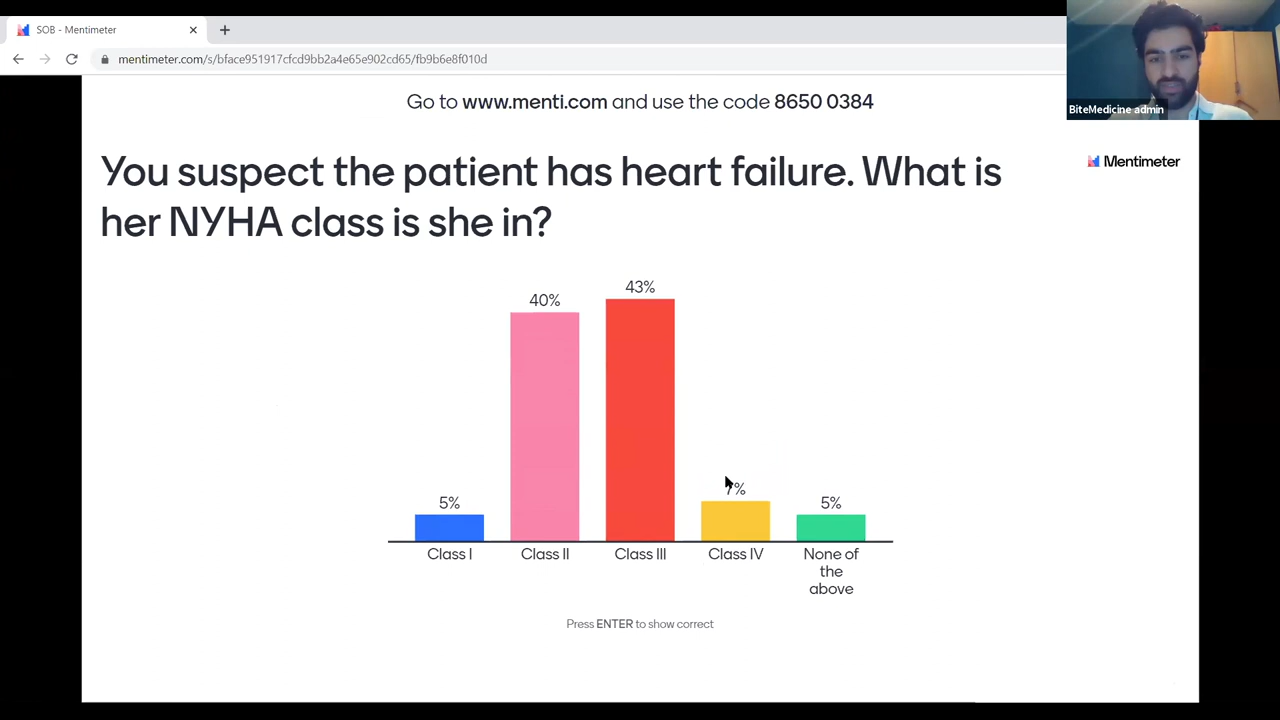 SOB - Mentimeter
mentimeter.com/s/bface951917cfcd9bb2a4e65e902cd65/fb9b6e8f010d
BiteMedicine admin
Go to www.menti.com and use the code 8650 0384
Mentimeter
You suspect the patient has heart failure. What is
her NYHA class is she in?
5%
40%
43%
7%
5%
Class I
Class II
Class III
Class IV
None of
the
above
Press ENTER to show correct